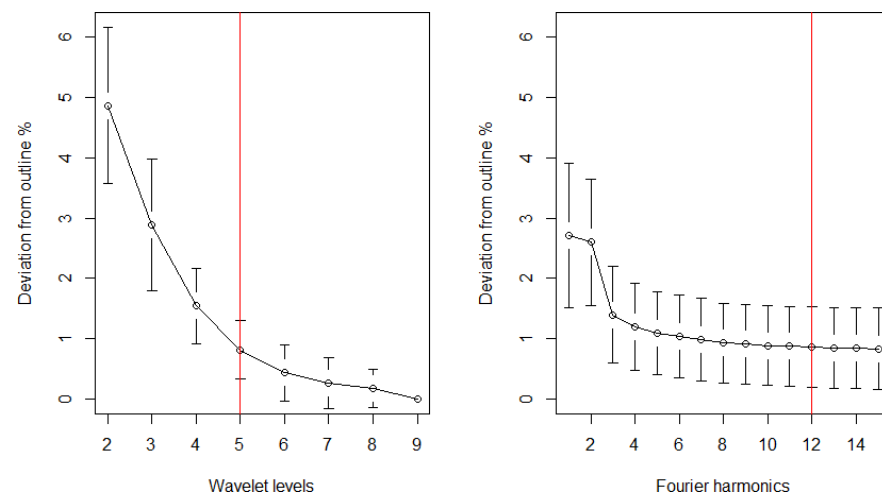 Deviation from outline %
6
5
4
3
2
1
0
2 3 4 5 6 7 8 9
Wavelet levels
Deviation from outline %
6
5
4
3
2
1
0
2 4 6 8 10 12 14
Fourier harmonics